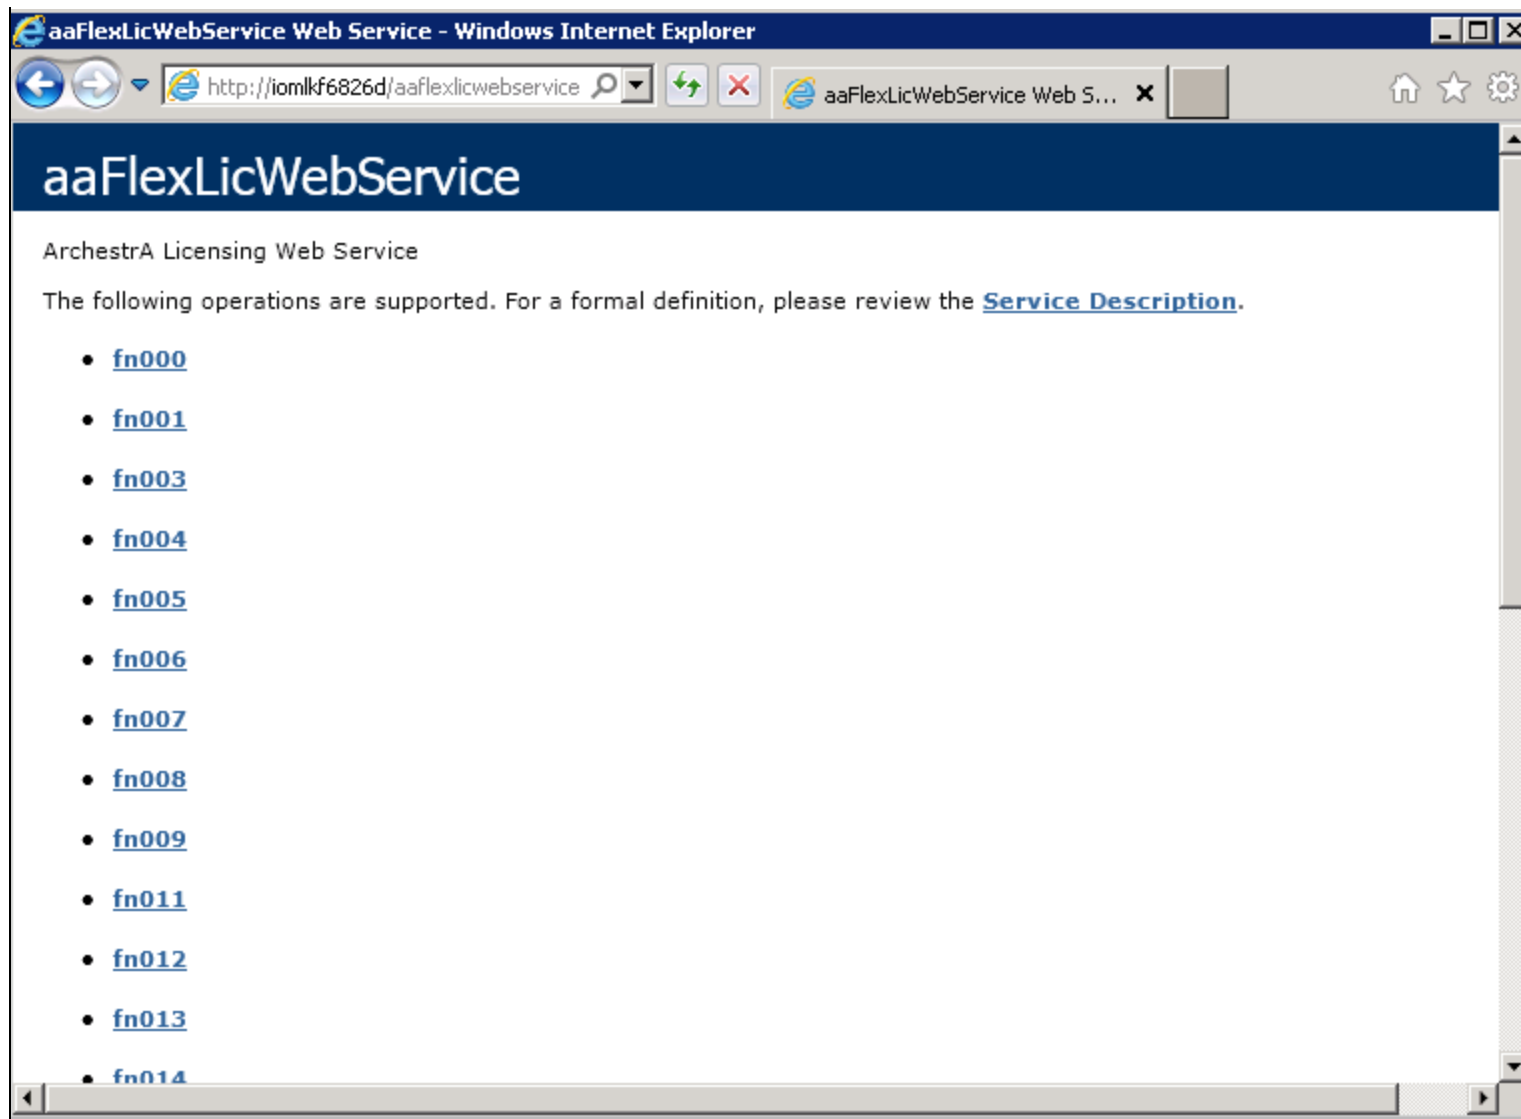 aaFlexLicWebService Web Service - Windows Internet Explorer
http://iomlkf6826d/aaflexlicwebservice
aaFlexLicWebService Web S...
aaFlexLicWebService
ArchestrA Licensing Web Service
The following operations are supported. For a formal definition, please review the Service Description.
fn000
fn001
fn003
fn004
fn005
fn006
fn007
fn008
fn009
fn011
fn012
fn013
fn014